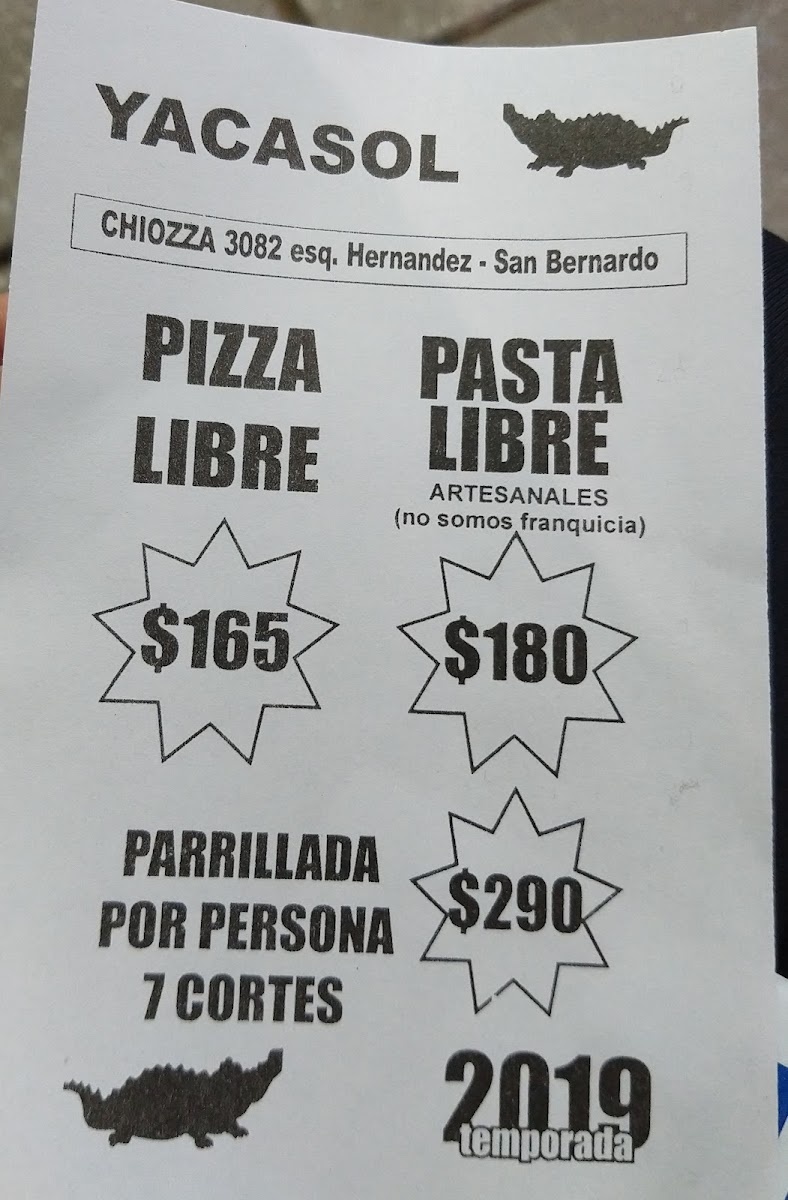 YACASOL
CHIOZZA 3082 esq. Hernandez - San Bernardo
PIZZA
LIBRE
$165
PASTA
LIBRE
ARTESANALES
(no somos franquicia)
$180
PARRILLADA
POR PERSONA
7 CORTES
$290
2019
temporada